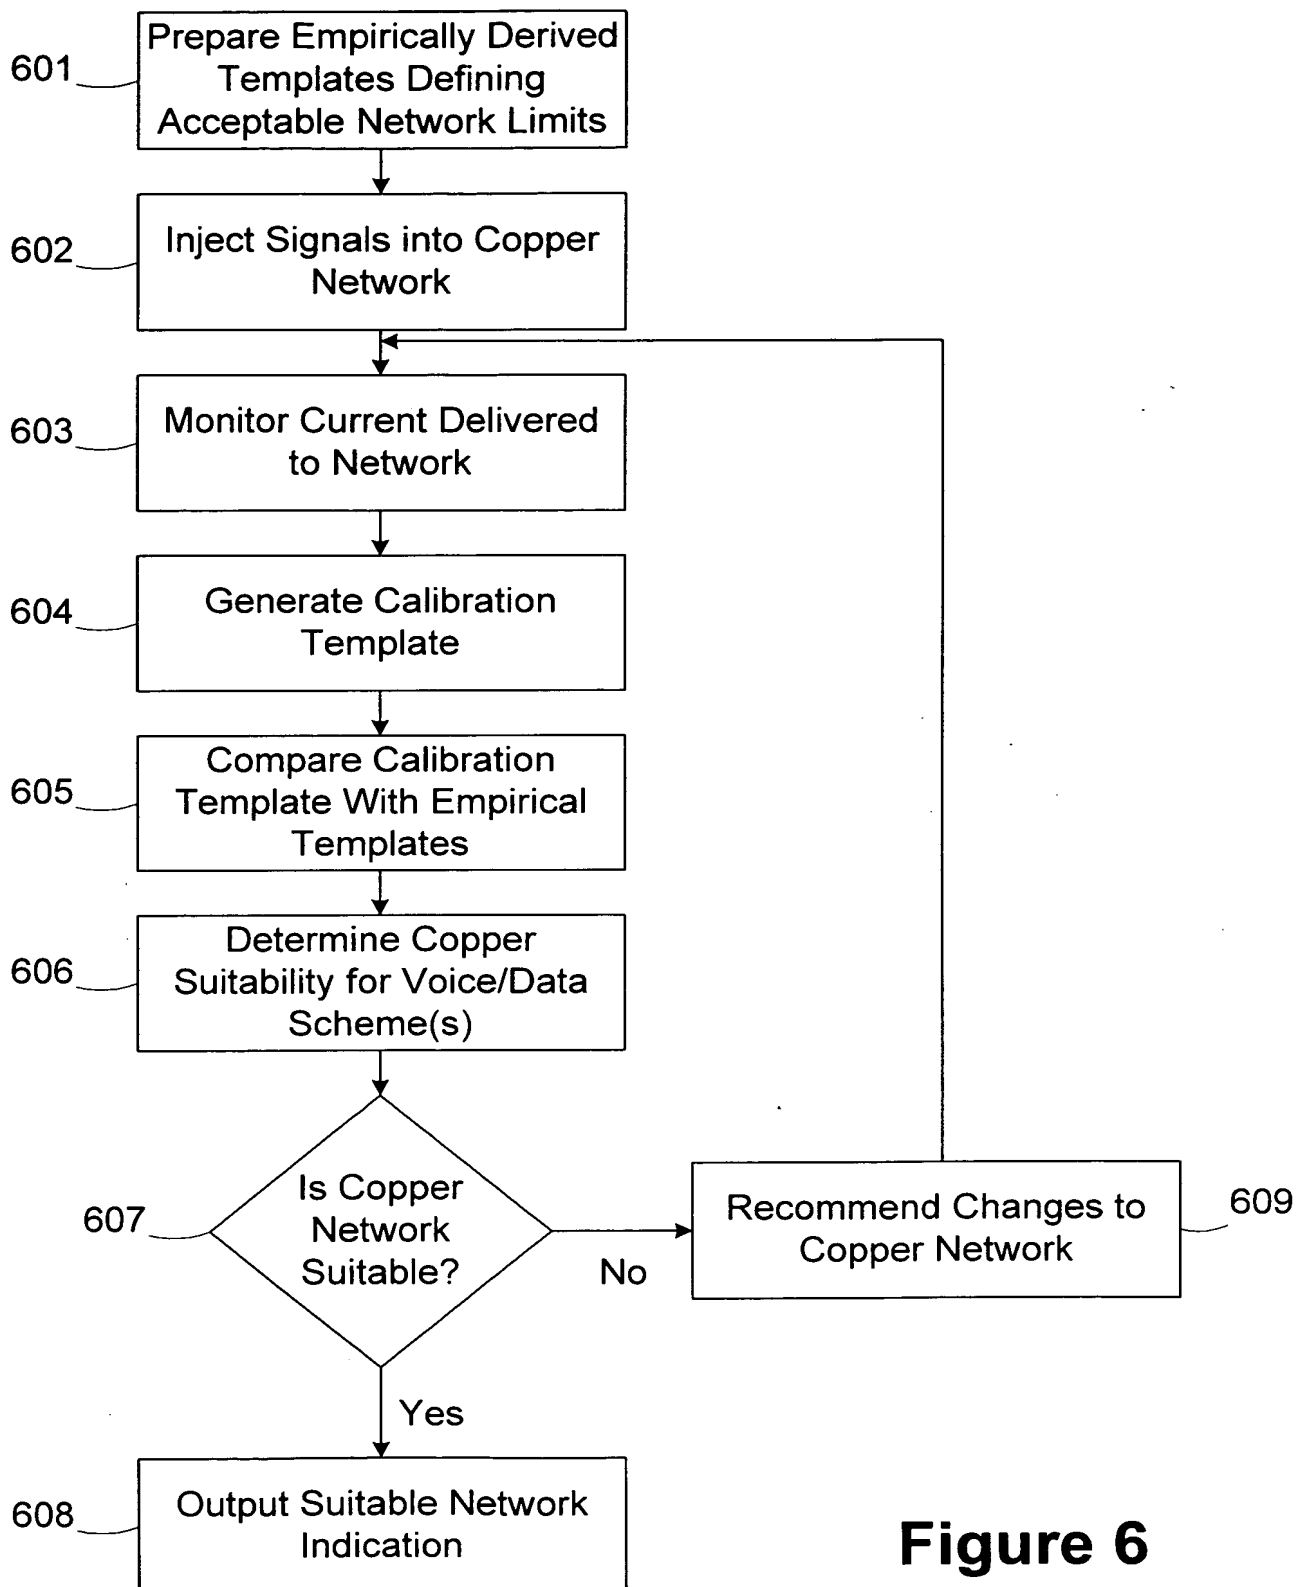 601
Prepare Empirically Derived
Templates Defining
Acceptable Network Limits
602
Inject Signals into Copper
Network
603
Monitor Current Delivered
to Network
604
Generate Calibration
Template
605
Compare Calibration
Template With Empirical
Templates
606
Determine Copper
Suitability for Voice/Data
Scheme(s)
607
Is Copper
Network
Suitable?
No
Recommend Changes to
Copper Network
609
Yes
608
Output Suitable Network
Indication
Figure 6